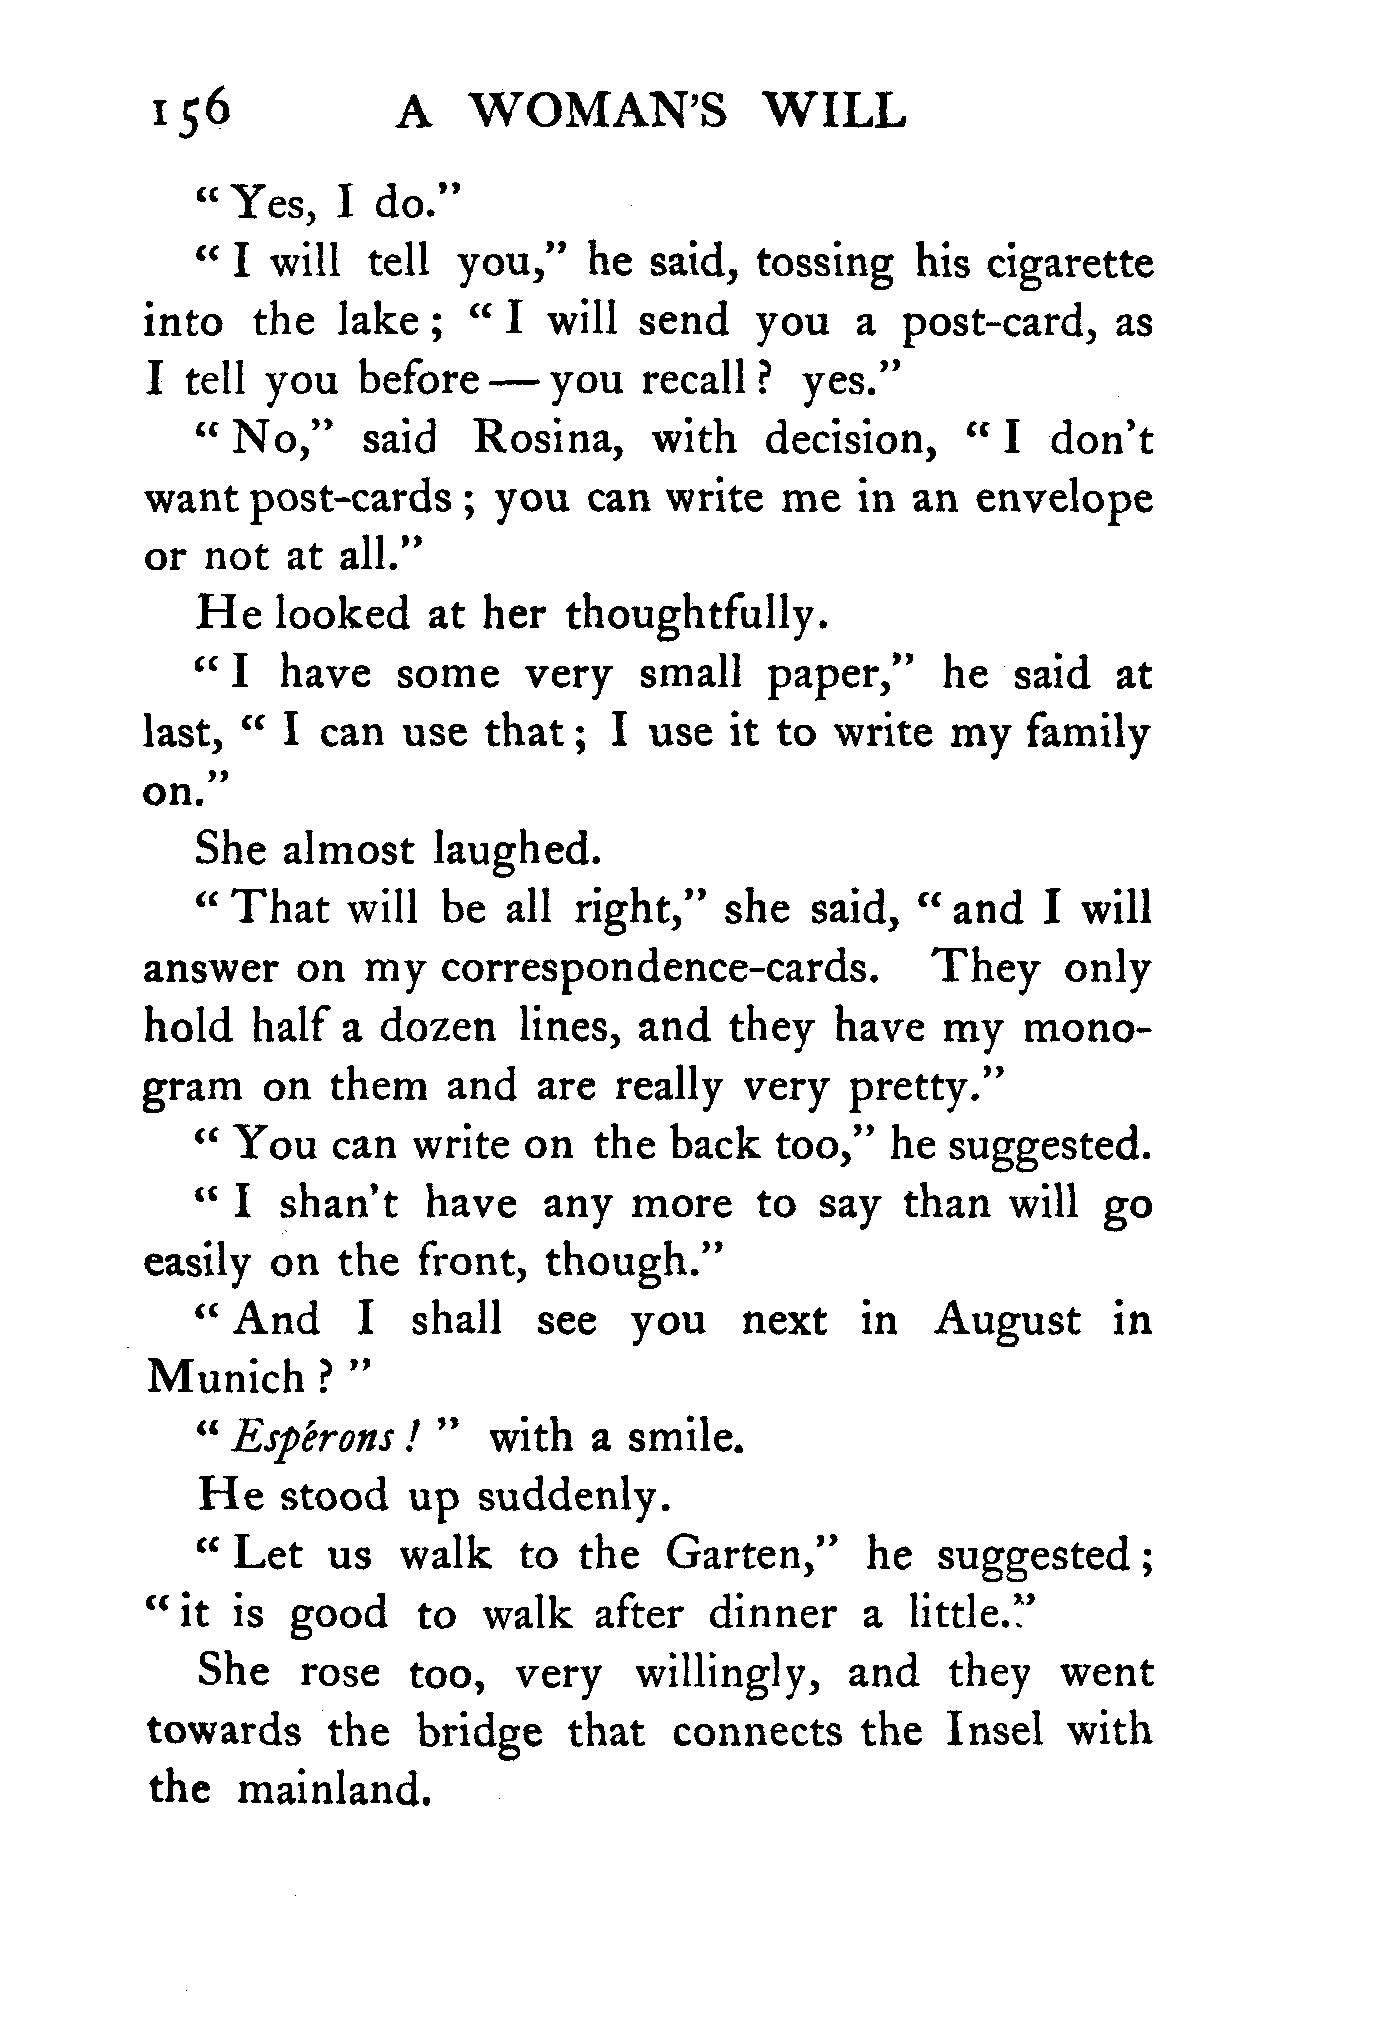 156 A WOMAN'S WILL
“Yes, I do.”
“I will tell you,” he said, tossing his cigarette
into the lake; “I will send you a post-card, as
I tell you before—you recall? yes.”
“No,” said Rosina, with decision, “I don't
want post-cards; you can write me in an envelope
or not at all.”
He looked at her thoughtfully.
“I have some very small paper,” he said at
last, “I can use that; I use it to write my family
on.”
She almost laughed.
“That will be all right,” she said, “and I will
answer on my correspondence-cards. They only
hold half a dozen lines, and they have my mono-
gram on them and are really very pretty.”
“You can write on the back too,” he suggested.
“I shan't have any more to say than will go
easily on the front, though.”
“And I shall see you next in August in
Munich?”
“Espérons!” with a smile.
He stood up suddenly.
“Let us walk to the Garten,” he suggested;
“it is good to walk after dinner a little.”
She rose too, very willingly, and they went
towards the bridge that connects the Insel with
the mainland.